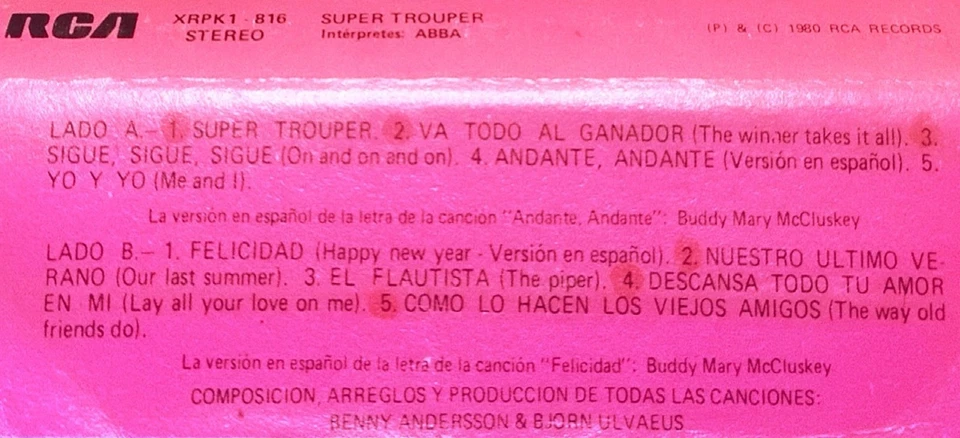 RCA XRPK1 - 816 SUPER TROUPER (P) & (C) 1980 RCA RECORDS
STEREO Intérpretes: ABBA
LADO A.- 1. SUPER TROUPER. 2. VA TODO AL GANADOR (The winner takes it all). 3.
SIGUE, SIGUE, SIGUE (On and on and on). 4. ANDANTE, ANDANTE (Versión en español). 5.
YO Y YO (Me and I).
La versión en español de la letra de la canción "Andante, Andante": Buddy Mary McCluskey
LADO B.- 1. FELICIDAD (Happy new year - Versión en español). 2. NUESTRO ULTIMO VE-
RANO (Our last summer). 3. EL FLAUTISTA (The piper). 4. DESCANSA TODO TU AMOR
EN MI (Lay all your love on me). 5. COMO LO HACEN LOS VIEJOS AMIGOS (The way old
friends do).
La versión en español de la letra de la canción "Felicidad": Buddy Mary McCluskey
COMPOSICION, ARREGLOS Y PRODUCCION DE TODAS LAS CANCIONES:
BENNY ANDERSSON & BJORN ULVAEUS